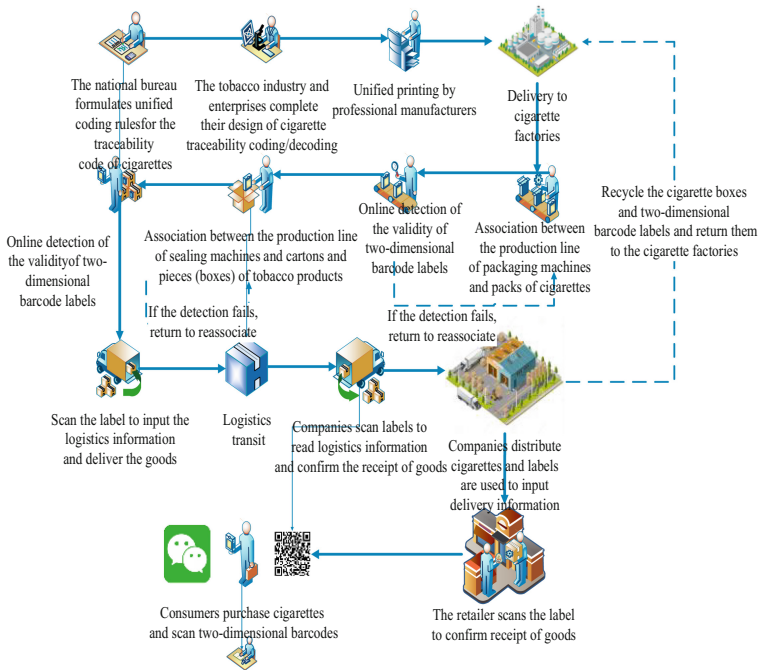 The national bureau
formulates unified
coding rulesfor the
traceability
code of cigarettes
The tobacco industry and
enterprises complete
their design of cigarette
traceability coding/decoding
Unified printing by
professional manufacturers
Delivery to
cigarette
factories
Recycle the cigarette boxes
and two-dimensional
barcode labels and return them
to the cigarette factories
Online detection of
the validityof two-
dimensional
barcode labels
Association between the production line
of sealing machines and cartons and
pieces (boxes) of tobacco products
Online detection of
the validity of
two-dimensional
barcode labels
Association between
the production line
of packaging machines
and packs of cigarettes
If the detection fails,
return to reassociate
If the detection fails,
return to reassociate
Scan the label to input the
logistics information
and deliver the goods
Logistics
transit
Companies scan labels to
read logistics information
and confirm the receipt of goods
Companies distribute
cigarettes and labels
are used to input
delivery information
Consumers purchase cigarettes
and scan two-dimensional barcodes
The retailer scans the label
to confirm receipt of goods